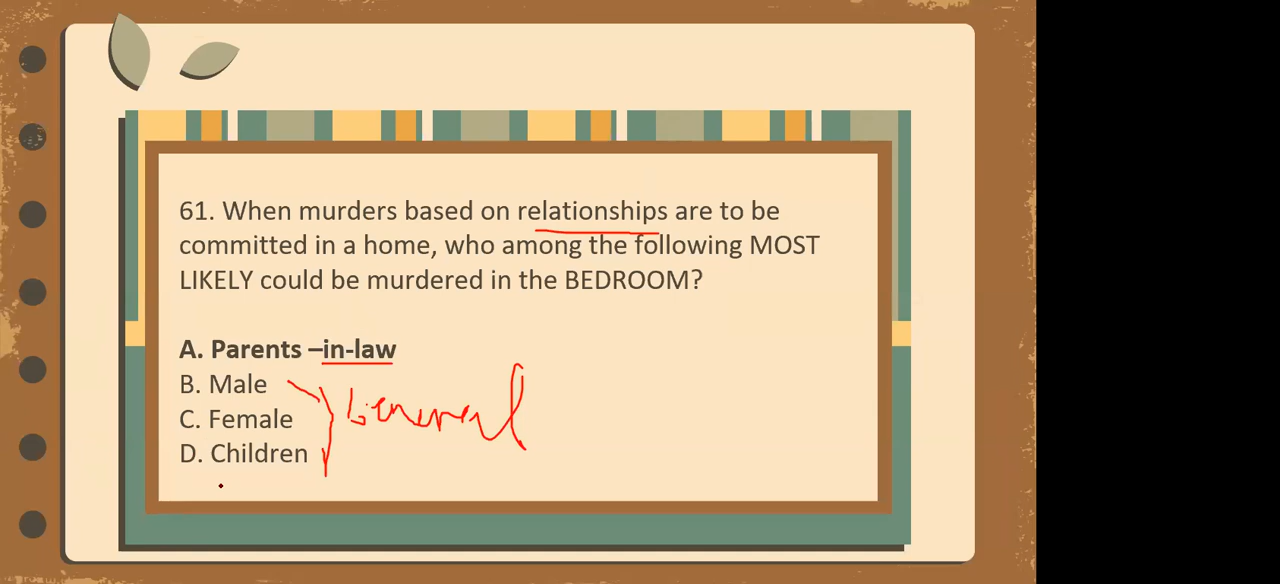 61. When murders based on relationships are to be
committed in a home, who among the following MOST
LIKELY could be murdered in the BEDROOM?
A. Parents –in-law
B. Male
C. Female
D. Children
General